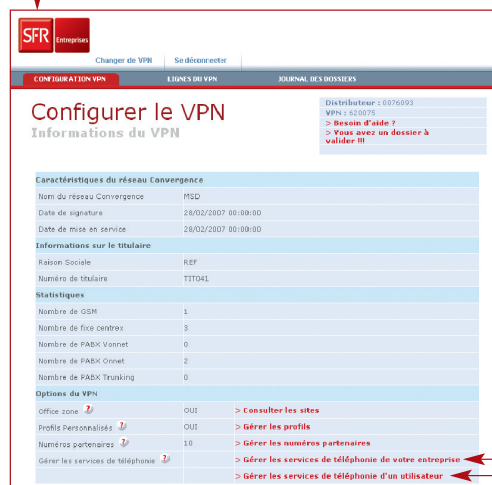 SFR Entreprises
Changer de VPN Se déconnecter
CONFIGURATION VPN LIGNES DU VPN JOURNAL DES DOSSIERS
Configurer le VPN
Informations du VPN
Distributeur : 0076093
VPN : 620075
> Besoin d'aide ?
> Vous avez un dossier à
valider !!!
Caractéristiques du réseau Convergence
Nom du réseau Convergence MSD
Date de signature 28/02/2007 00:00:00
Date de mise en service 28/02/2007 00:00:00
Informations sur le titulaire
Raison Sociale REF
Numéro de titulaire TIT041
Statistiques
Nombre de GSM 1
Nombre de fixe centrex 3
Nombre de PABX Vonnet 0
Nombre de PABX Onnet 2
Nombre de PABX Trunking 0
Options du VPN
Office zone ? OUI > Consulter les sites
Profils Personnalisés ? OUI > Gérer les profils
Numéros partenaires ? 10 > Gérer les numéros partenaires
Gérer les services de téléphonie ? > Gérer les services de téléphonie de votre entreprise
> Gérer les services de téléphonie d'un utilisateur